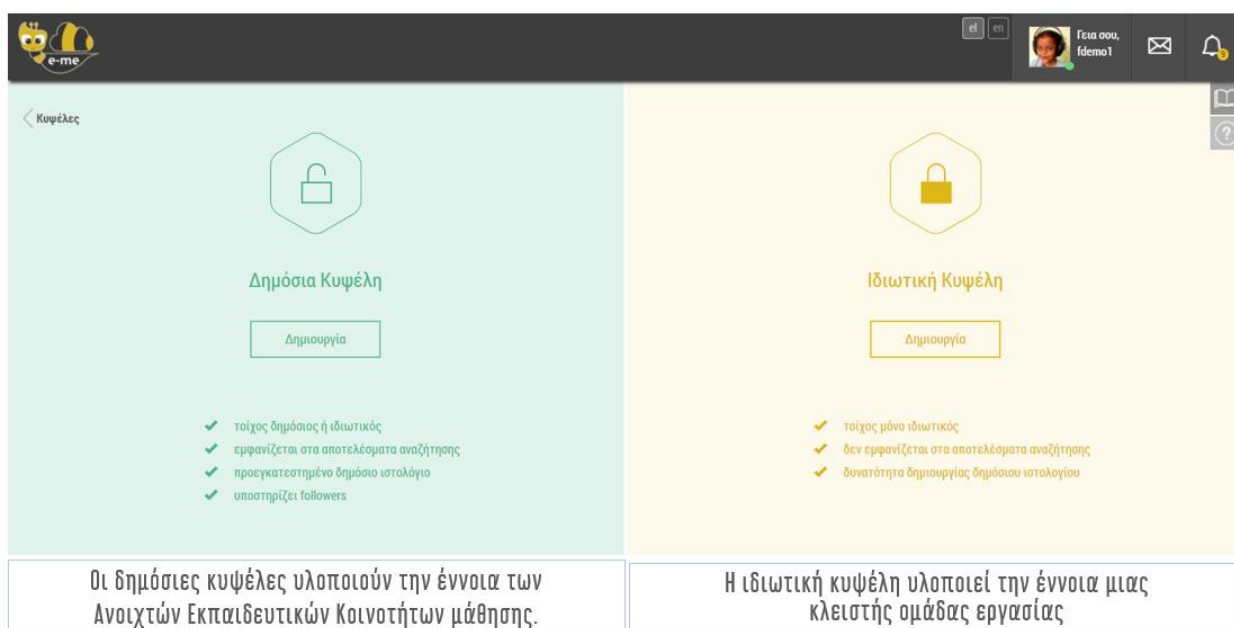 e-me
el en
Γεια σου,
fdemo1
9
Κυψέλες
?
Δημόσια Κυψέλη
Δημιουργία
τοίχος δημόσιος ή ιδιωτικός
εμφανίζεται στα αποτελέσματα αναζήτησης
προεγκατεστημένο δημόσιο ιστολόγιο
υποστηρίζει followers
Ιδιωτική Κυψέλη
Δημιουργία
τοίχος μόνο ιδιωτικός
δεν εμφανίζεται στα αποτελέσματα αναζήτησης
δυνατότητα δημιουργίας δημόσιου ιστολογίου
Οι δημόσιες κυψέλες υλοποιούν την έννοια των
Ανοιχτών Εκπαιδευτικών Κοινοτήτων μάθησης.
Η ιδιωτική κυψέλη υλοποιεί την έννοια μιας
κλειστής ομάδας εργασίας